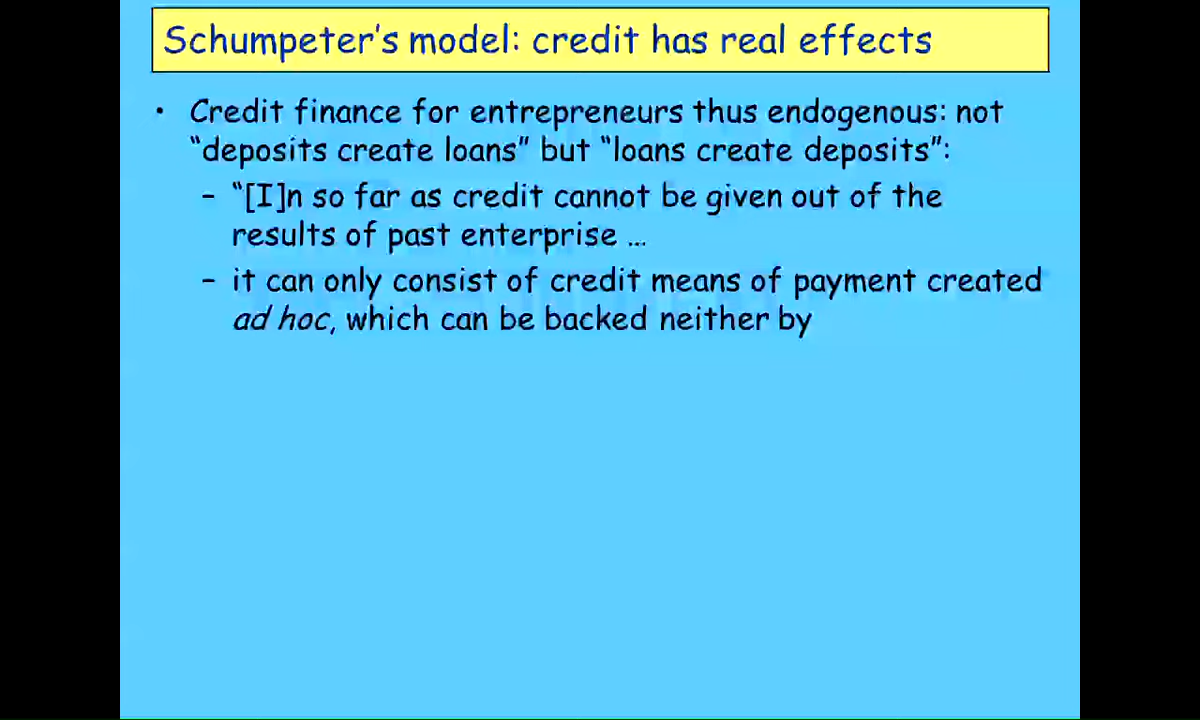 Schumpeter's model: credit has real effects
• Credit finance for entrepreneurs thus endogenous: not
"deposits create loans" but "loans create deposits":
– "[I]n so far as credit cannot be given out of the
results of past enterprise …
– it can only consist of credit means of payment created
ad hoc, which can be backed neither by